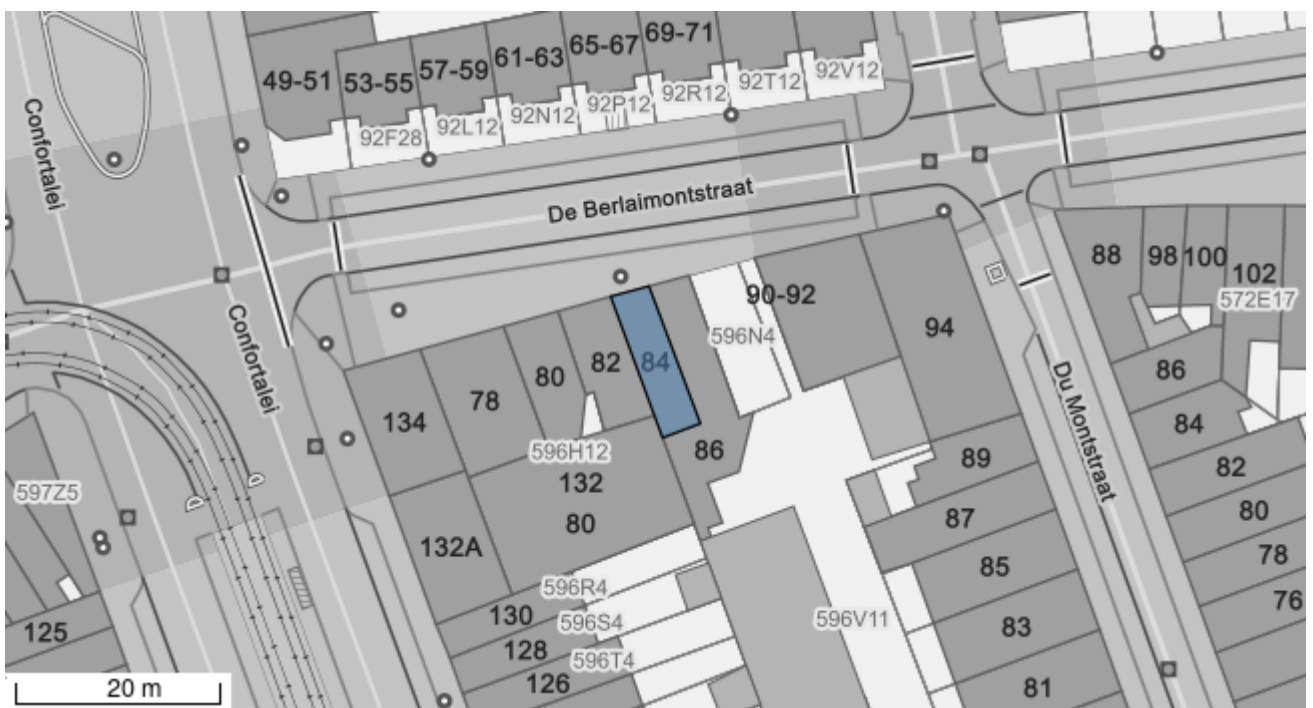 49-51
53-55
57-59
61-63
65-67
69-71
92F28
92L12
92N12
92P12
92R12
92T12
92V12
Confortalei
De Berlaimontstraat
Confortalei
88
98
100
102
572E17
90-92
596N4
94
84
82
80
78
134
86
Du Montstraat
86
84
82
80
78
76
596H12
132
80
132A
597Z5
89
87
85
83
81
596R4
130
596S4
128
596T4
126
596V11
125
20 m